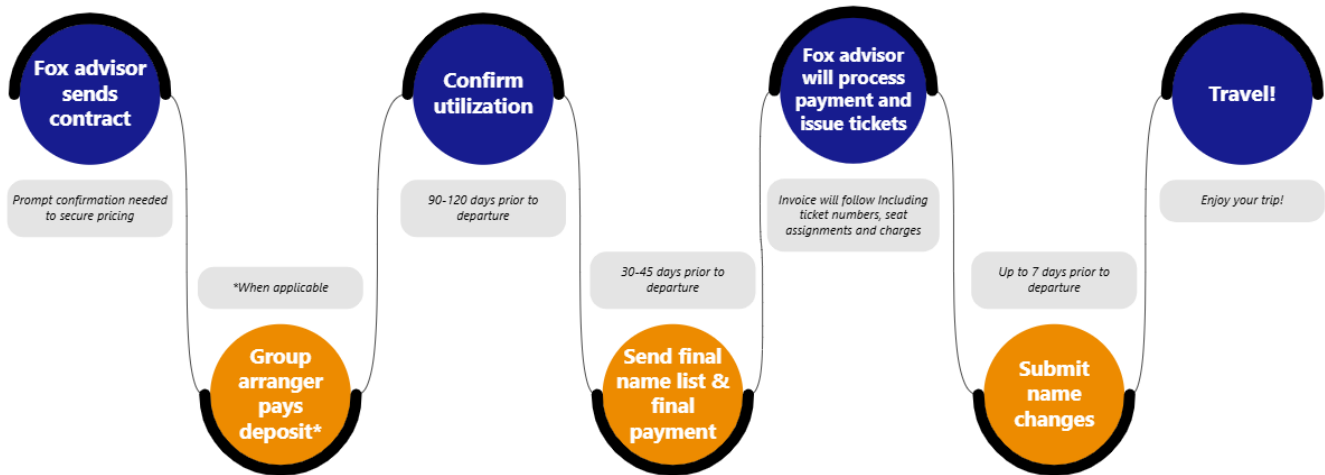 Fox advisor
sends
contract
Prompt confirmation needed
to secure pricing
*When applicable
Group
arranger
pays
deposit*
Confirm
utilization
90-120 days prior to
departure
30-45 days prior to
departure
Send final
name list &
final
payment
Fox advisor
will process
payment and
issue tickets
Invoice will follow Including
ticket numbers, seat
assignments and charges
Up to 7 days prior to
departure
Submit
name
changes
Travel!
Enjoy your trip!